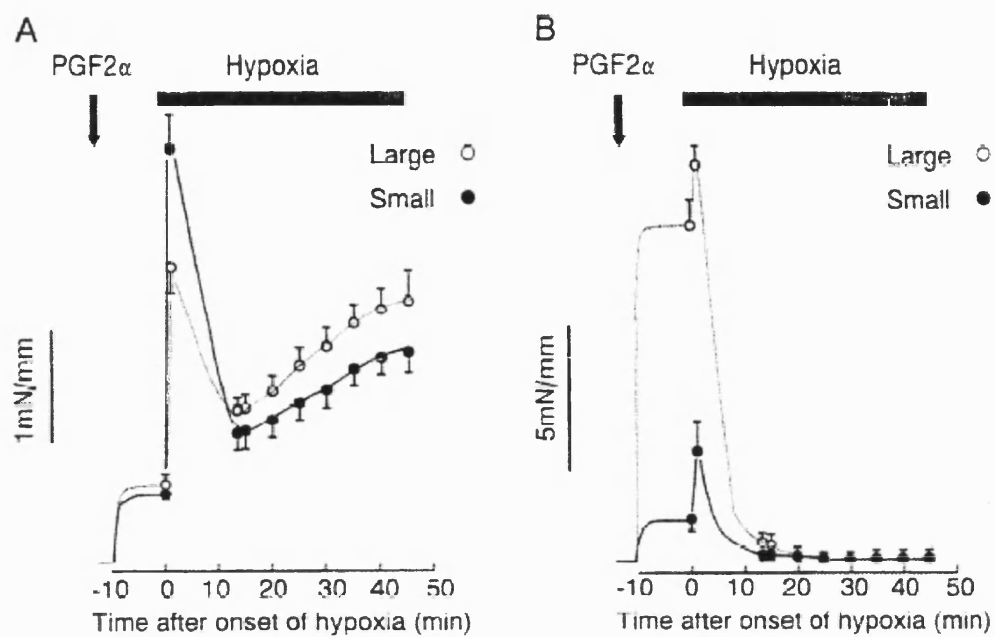 A
PGF2α Hypoxia
Large
Small
1mN/mm
-10 0 10 20 30 40 50
Time after onset of hypoxia (min)
B
PGF2α Hypoxia
Large
Small
5mN/mm
-10 0 10 20 30 40 50
Time after onset of hypoxia (min)